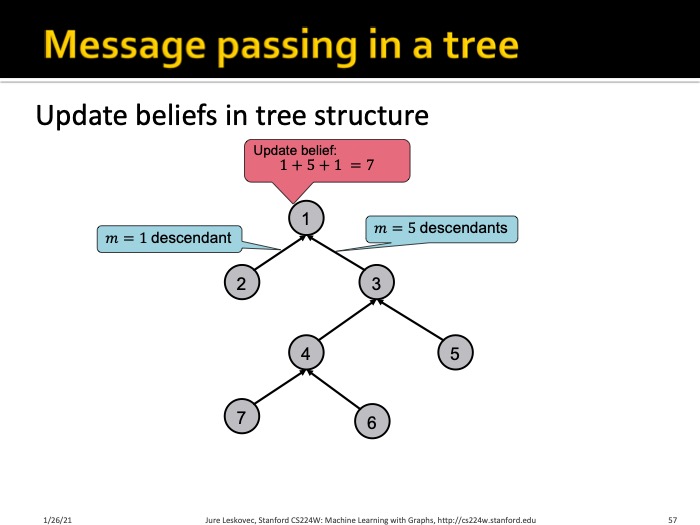 Message passing in a tree
Update beliefs in tree structure
Update belief:
1 + 5 + 1 = 7
1
m = 1 descendant
m = 5 descendants
2
3
4
5
7
6
1/26/21
Jure Leskovec, Stanford CS224W: Machine Learning with Graphs, http://cs224w.stanford.edu
57